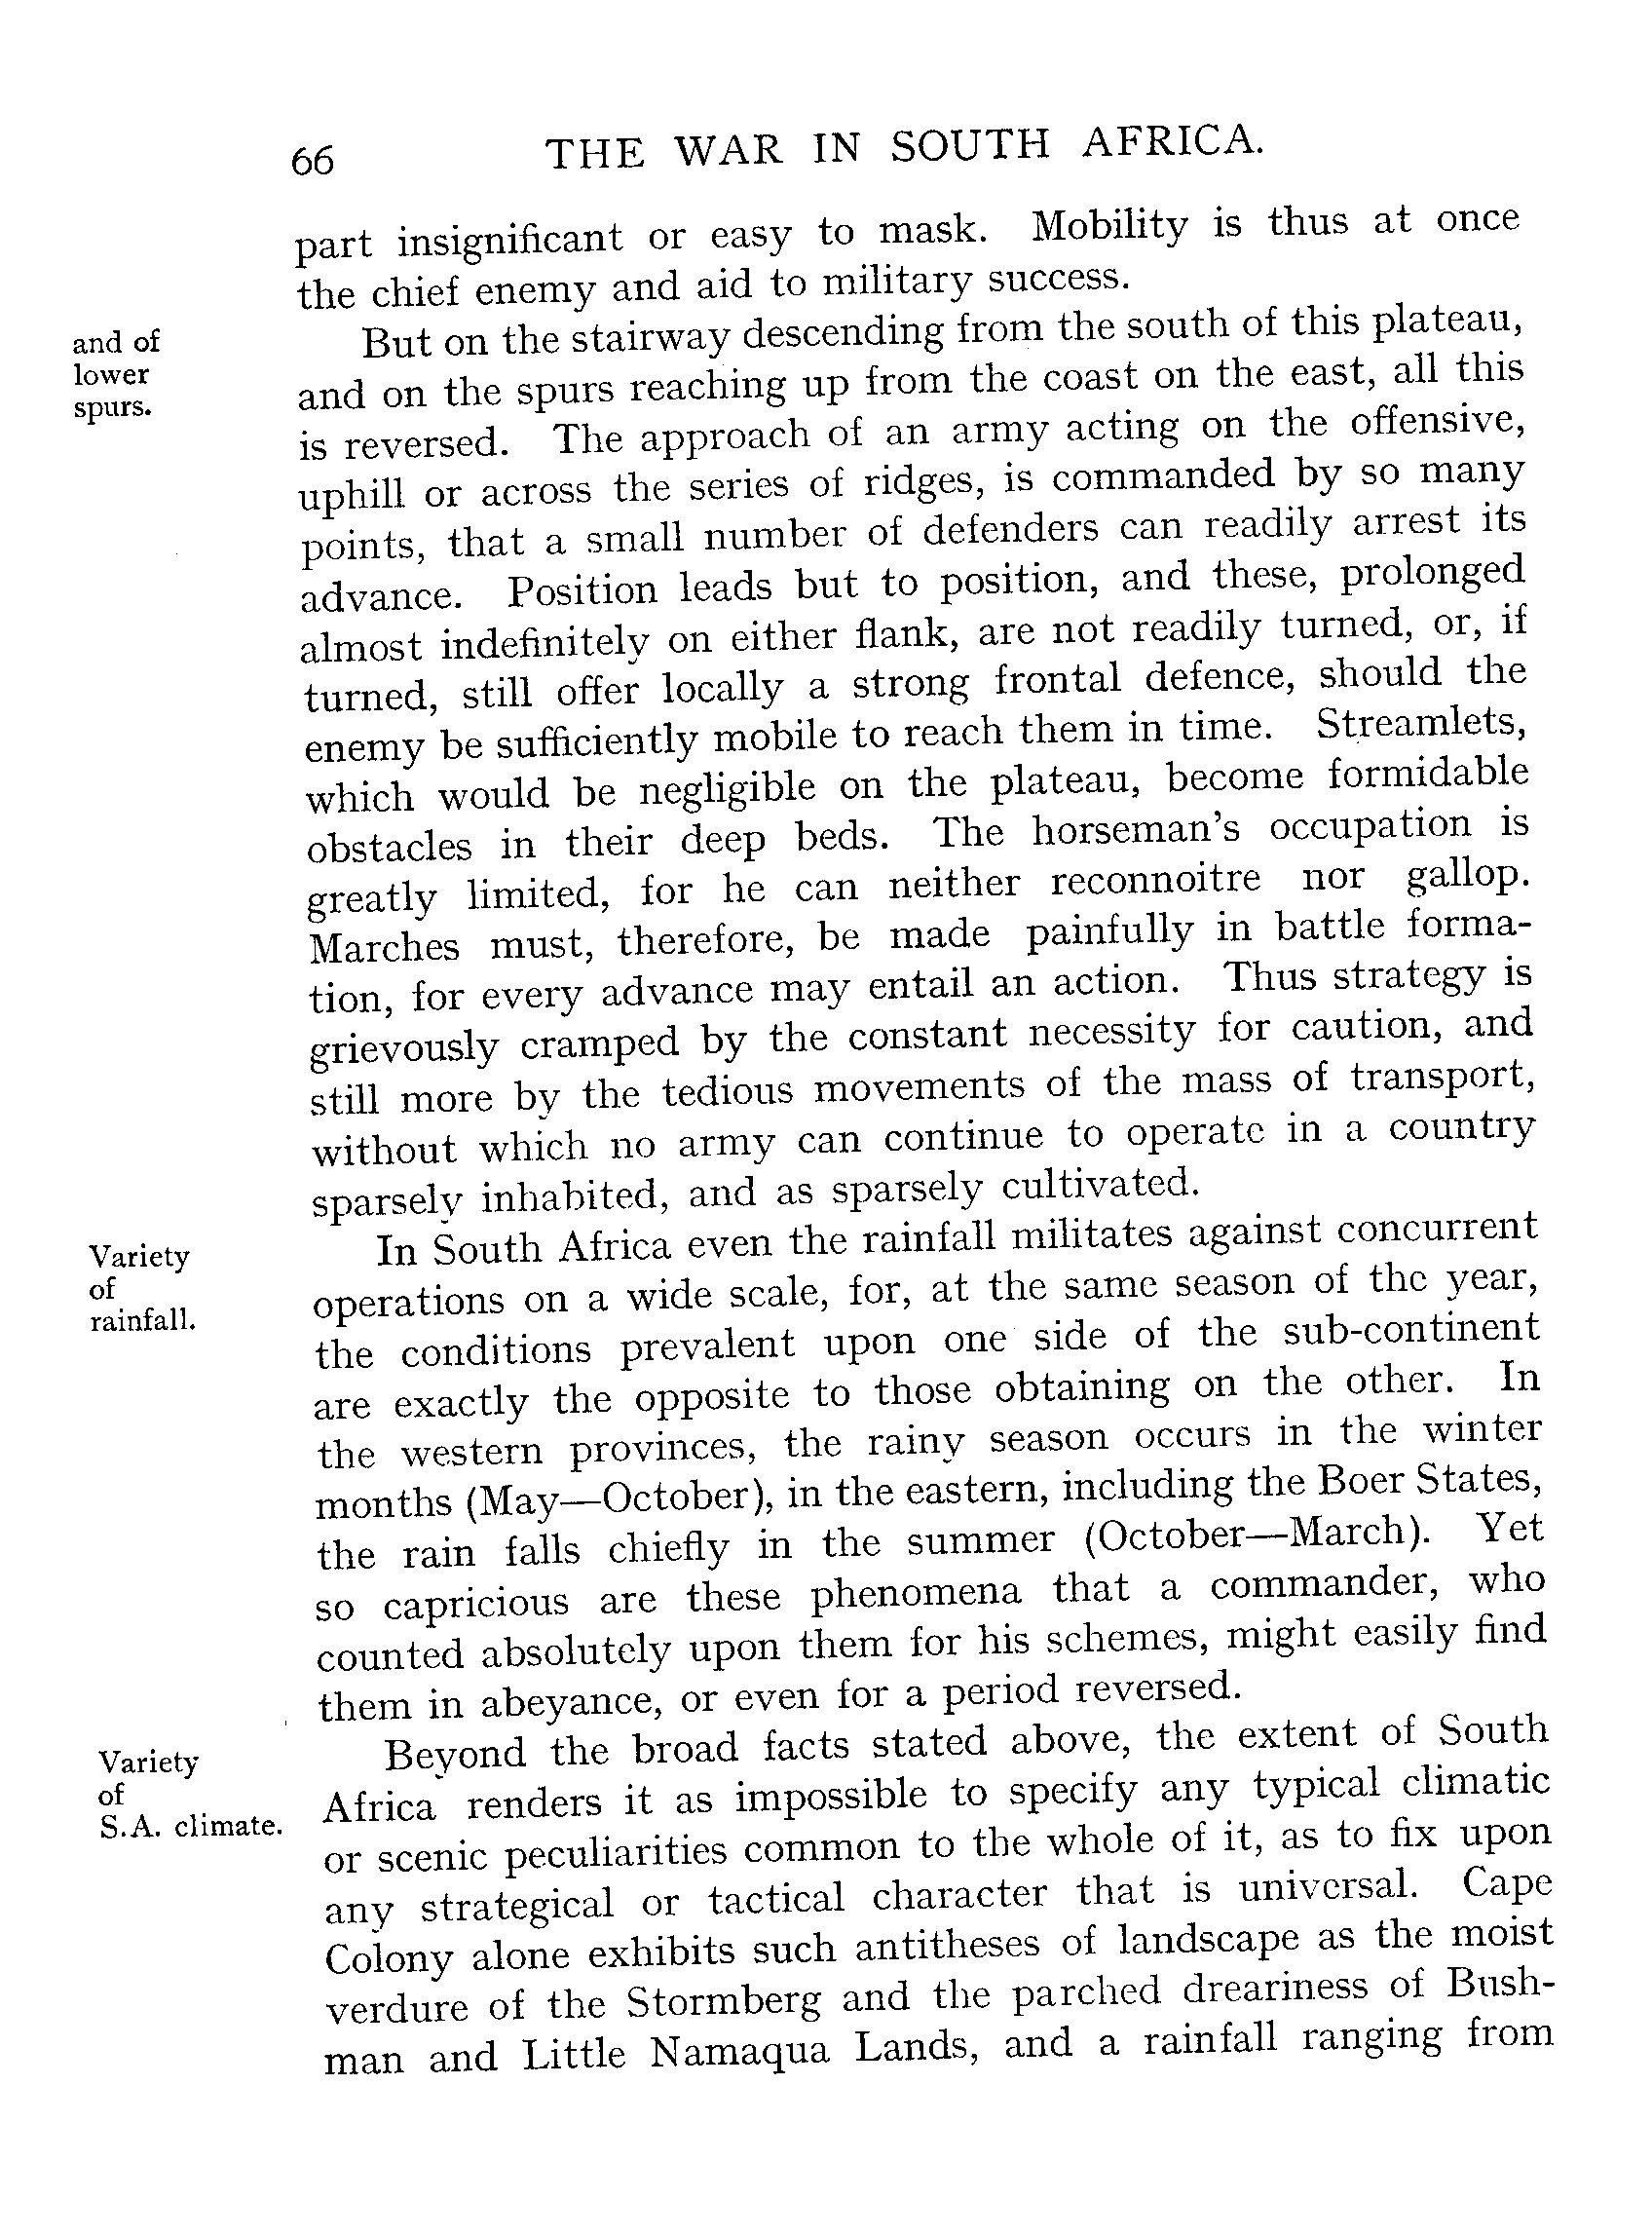 66 THE WAR IN SOUTH AFRICA.
part insignificant or easy to mask. Mobility is thus at once
the chief enemy and aid to military success.
and of
lower
spurs.
But on the stairway descending from the south of this plateau,
and on the spurs reaching up from the coast on the east, all this
is reversed. The approach of an army acting on the offensive,
uphill or across the series of ridges, is commanded by so many
points, that a small number of defenders can readily arrest its
advance. Position leads but to position, and these, prolonged
almost indefinitely on either flank, are not readily turned, or, if
turned, still offer locally a strong frontal defence, should the
enemy be sufficiently mobile to reach them in time. Streamlets,
which would be negligible on the plateau, become formidable
obstacles in their deep beds. The horseman's occupation is
greatly limited, for he can neither reconnoitre nor gallop.
Marches must, therefore, be made painfully in battle forma-
tion, for every advance may entail an action. Thus strategy is
grievously cramped by the constant necessity for caution, and
still more by the tedious movements of the mass of transport,
without which no army can continue to operate in a country
sparsely inhabited, and as sparsely cultivated.
Variety
of
rainfall.
In South Africa even the rainfall militates against concurrent
operations on a wide scale, for, at the same season of the year,
the conditions prevalent upon one side of the sub-continent
are exactly the opposite to those obtaining on the other. In
the western provinces, the rainy season occurs in the winter
months (May—October), in the eastern, including the Boer States,
the rain falls chiefly in the summer (October—March). Yet
so capricious are these phenomena that a commander, who
counted absolutely upon them for his schemes, might easily find
them in abeyance, or even for a period reversed.
Variety
of
S.A. climate.
Beyond the broad facts stated above, the extent of South
Africa renders it as impossible to specify any typical climatic
or scenic peculiarities common to the whole of it, as to fix upon
any strategical or tactical character that is universal. Cape
Colony alone exhibits such antitheses of landscape as the moist
verdure of the Stormberg and the parched dreariness of Bush-
man and Little Namaqua Lands, and a rainfall ranging from